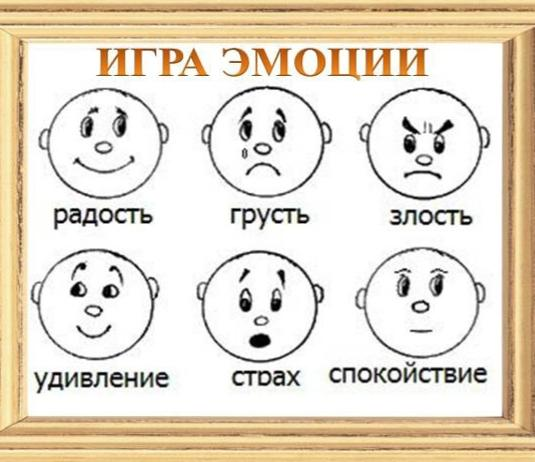 ИГРА ЭМОЦИИ
радость грусть злость
удивление страх спокойствие